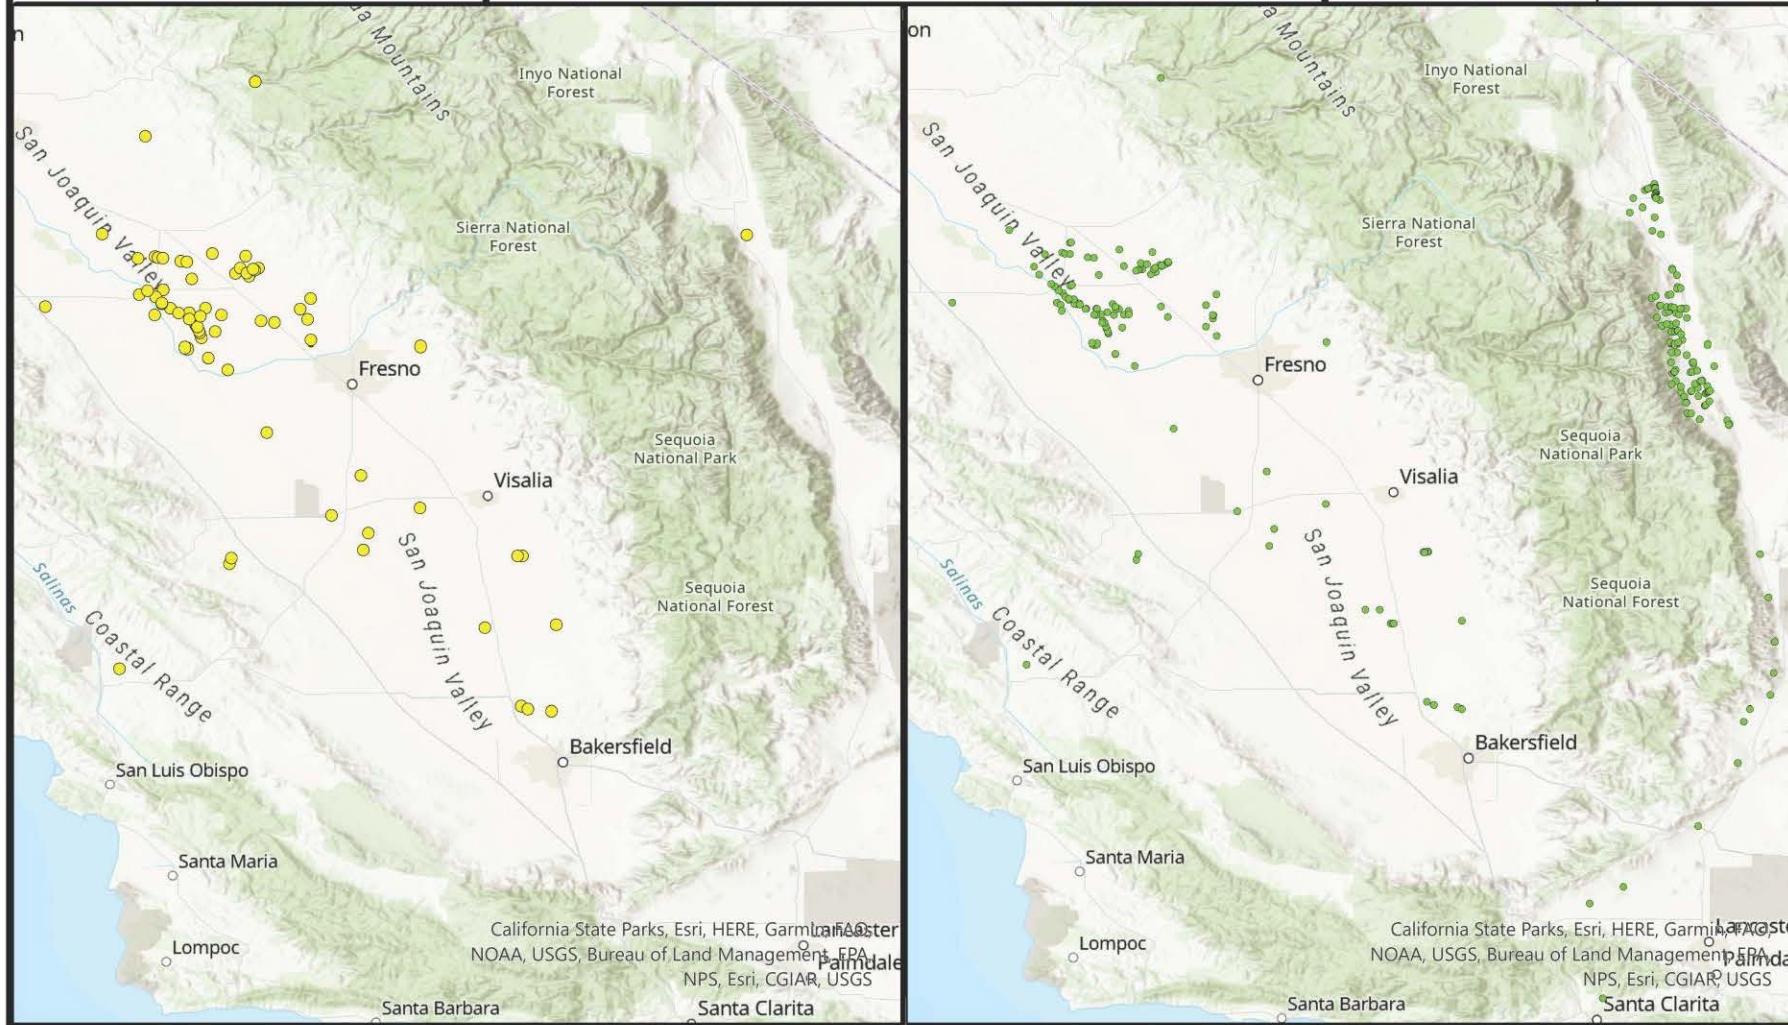 n
ua Mountains
Inyo National
Forest
San Joaquin Valley
Sierra National
Forest
Fresno
Sequoia
National Park
Visalia
San Joaquin Valley
Salinas
Sequoia
National Forest
Coastal Range
Bakersfield
San Luis Obispo
Santa Maria
Lompoc
California State Parks, Esri, HERE, Garmin, FAO,
NOAA, USGS, Bureau of Land Management, EPA,
NPS, Esri, CGIAR, USGS
Lancaster
Palmdale
Santa Barbara
Santa Clarita
on
a Mountains
Inyo National
Forest
San Joaquin Valley
Sierra National
Forest
Fresno
Sequoia
National Park
Visalia
San Joaquin Valley
Salinas
Sequoia
National Forest
Coastal Range
Bakersfield
San Luis Obispo
Santa Maria
Lompoc
California State Parks, Esri, HERE, Garmin, FAO,
NOAA, USGS, Bureau of Land Management, EPA,
NPS, Esri, CGIAR, USGS
Lancaste
Palmda
Santa Barbara
Santa Clarita